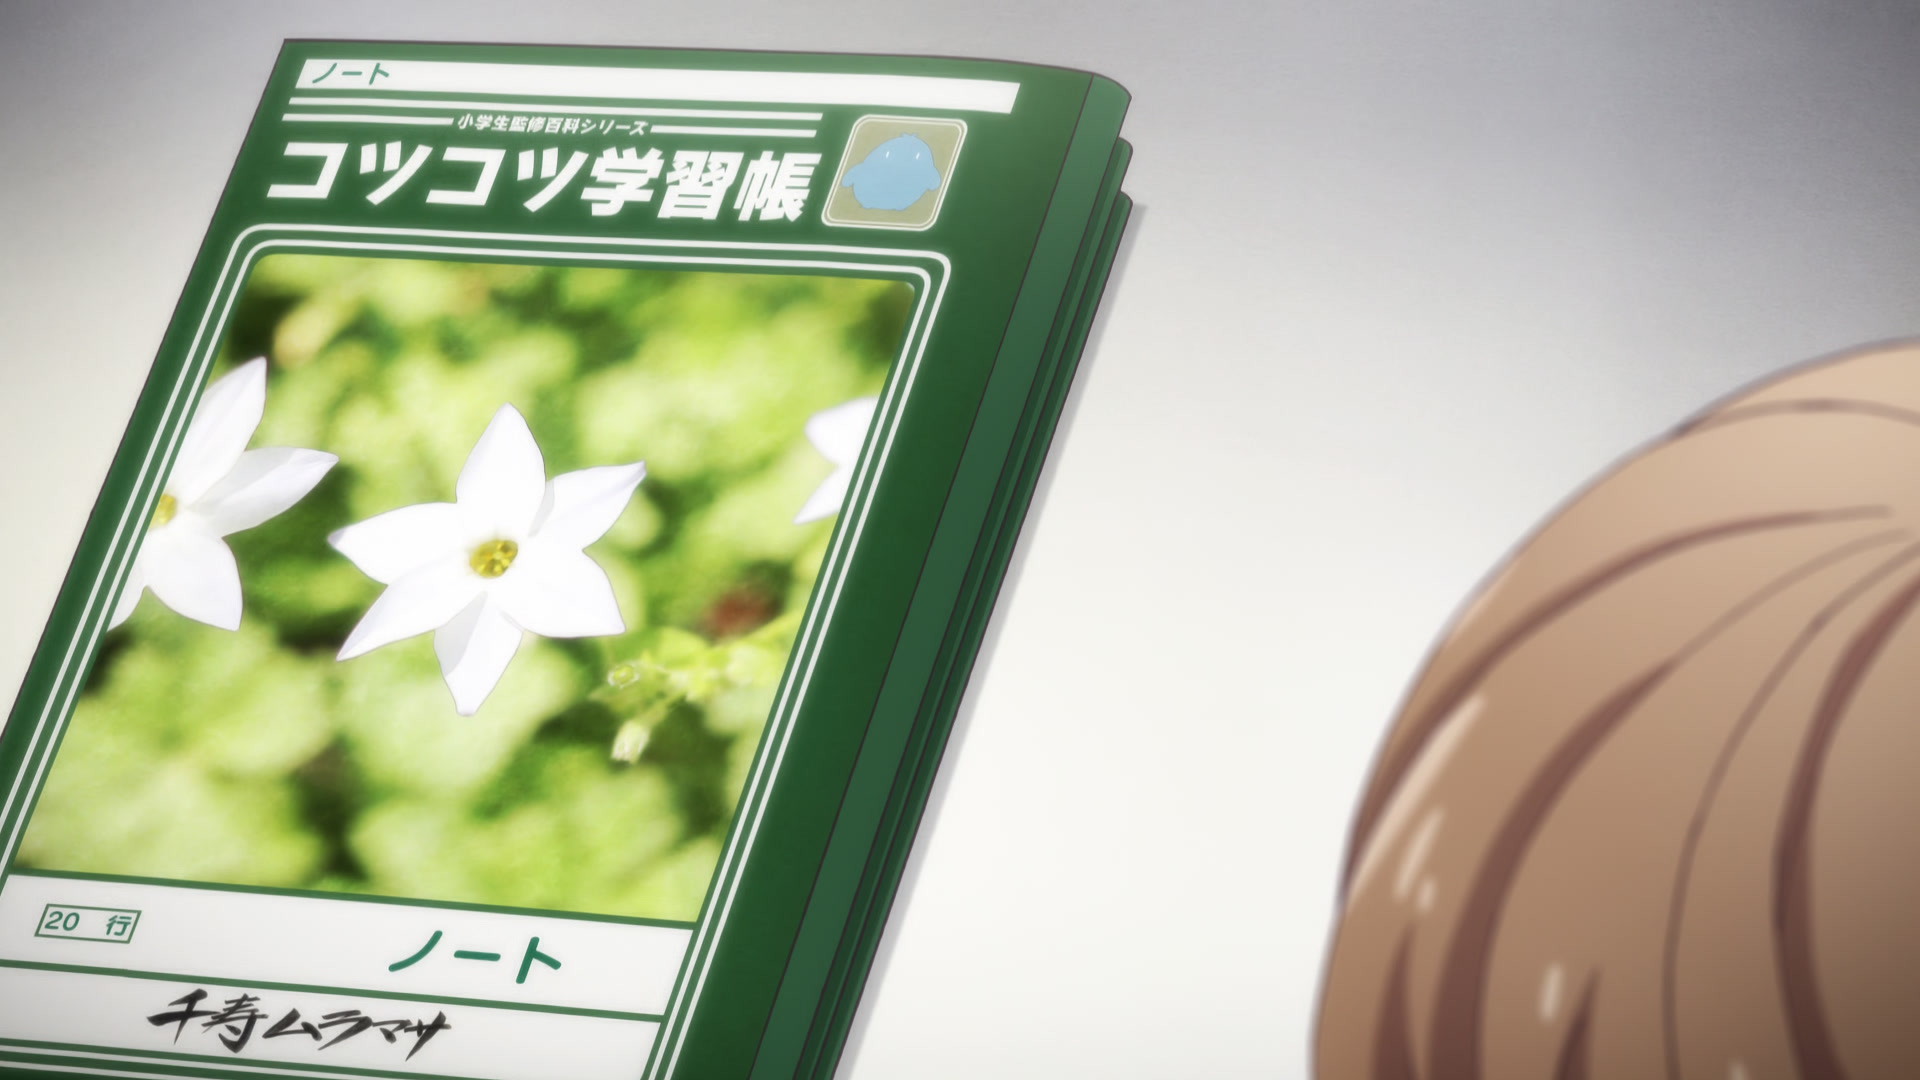 ノート
小学生監修百科シリーズ
コツコツ学習帳
20 行
ノート
千寿ムラマサ